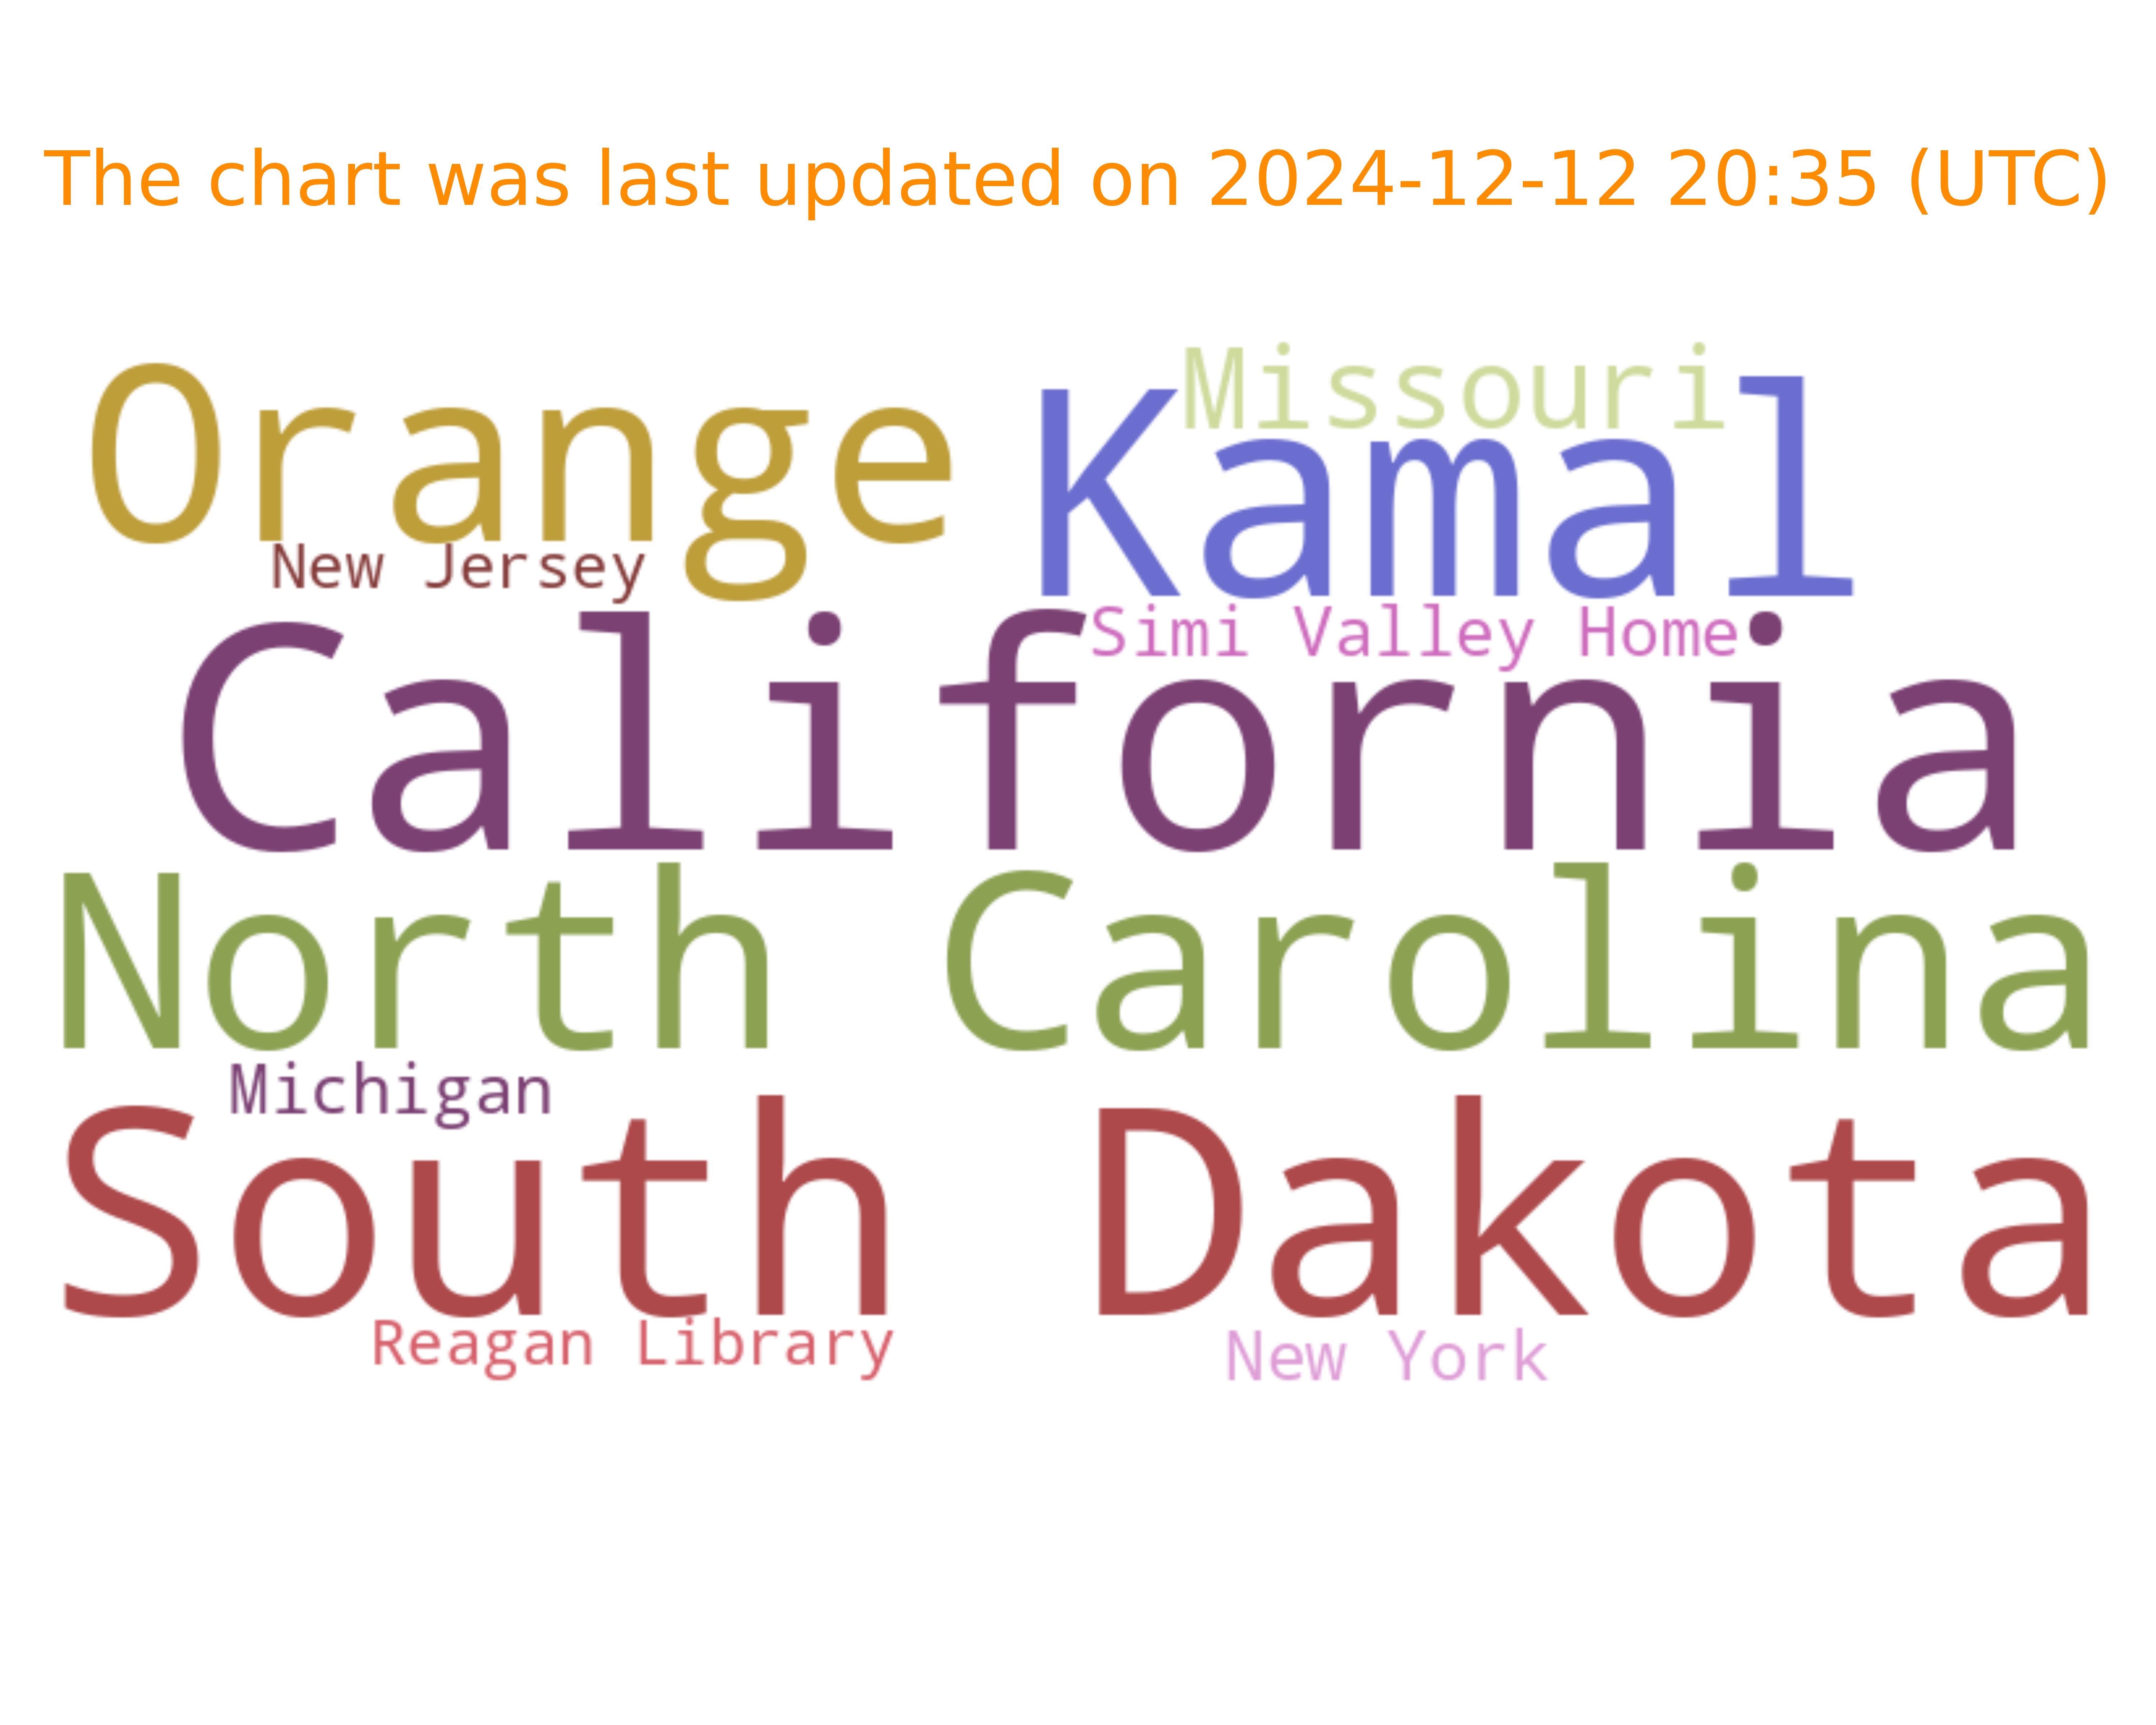 The chart was last updated on 2024-12-12 20:35 (UTC)
Missouri
Orange
Kamal
New Jersey
Simi Valley Home
California
North Carolina
Michigan
South Dakota
Reagan Library
New York